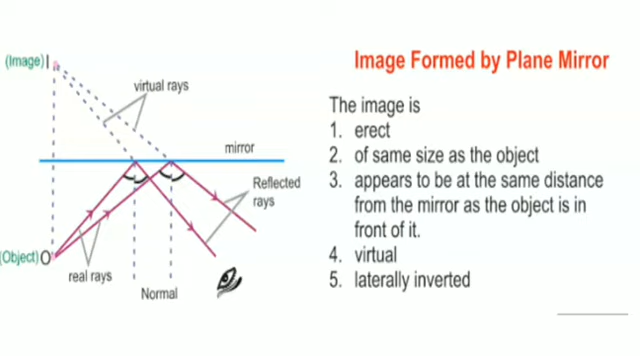 Image Formed by Plane Mirror
(Image) I
virtual rays
mirror
Reflected
rays
(Object) O
real rays
Normal
The image is
1. erect
2. of same size as the object
3. appears to be at the same distance
from the mirror as the object is in
front of it.
4. virtual
5. laterally inverted